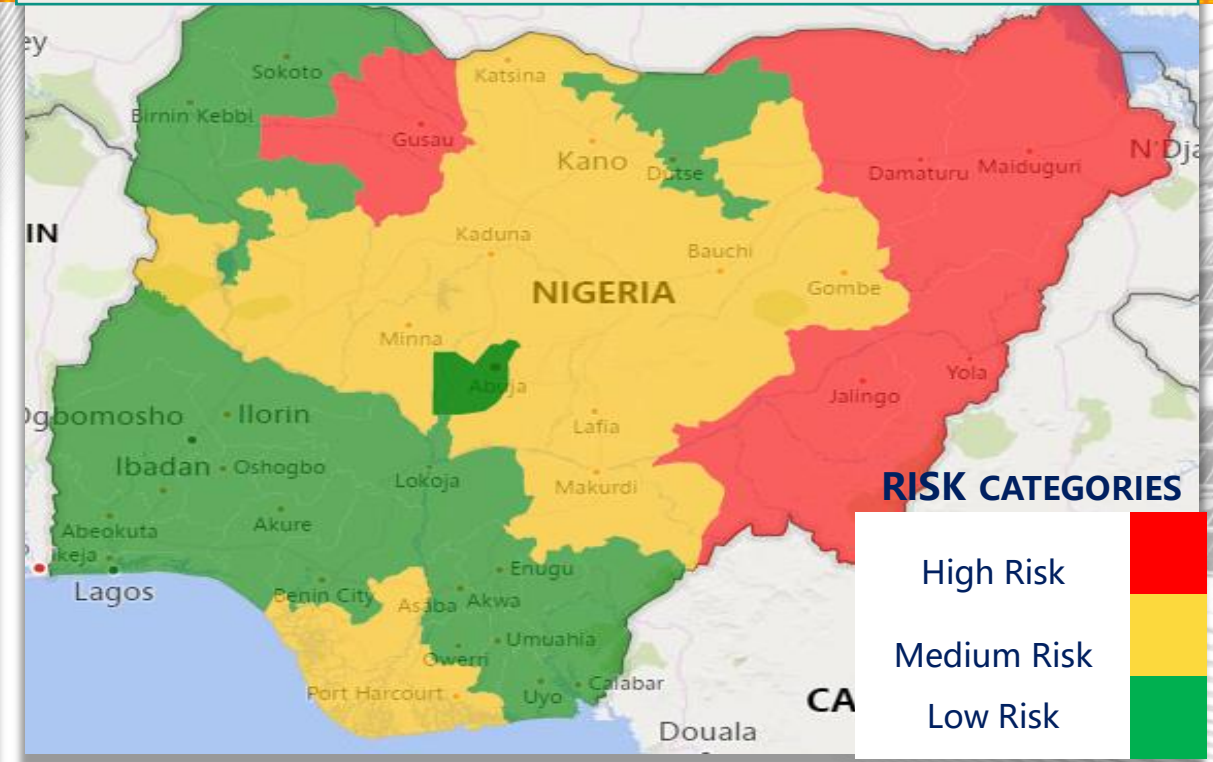 ey
Sokoto
Katsina
Birnin Kebbi
Gusau
Kano
Dutse
Damaturu
Maiduguri
N'Dja
IN
Kaduna
Bauchi
NIGERIA
Gombe
Minna
Abuja
Yola
Jalingo
Ogbomosho
Ilorin
Lafia
Ibadan
Oshogbo
Lokoja
Makurdi
RISK CATEGORIES
Abeokuta
Akure
Ikeja
High Risk
Enugu
Lagos
Benin City
Asaba
Akwa
Umuahia
Medium Risk
Owerri
Port Harcourt
Uyo
Calabar
CA
Low Risk
Douala